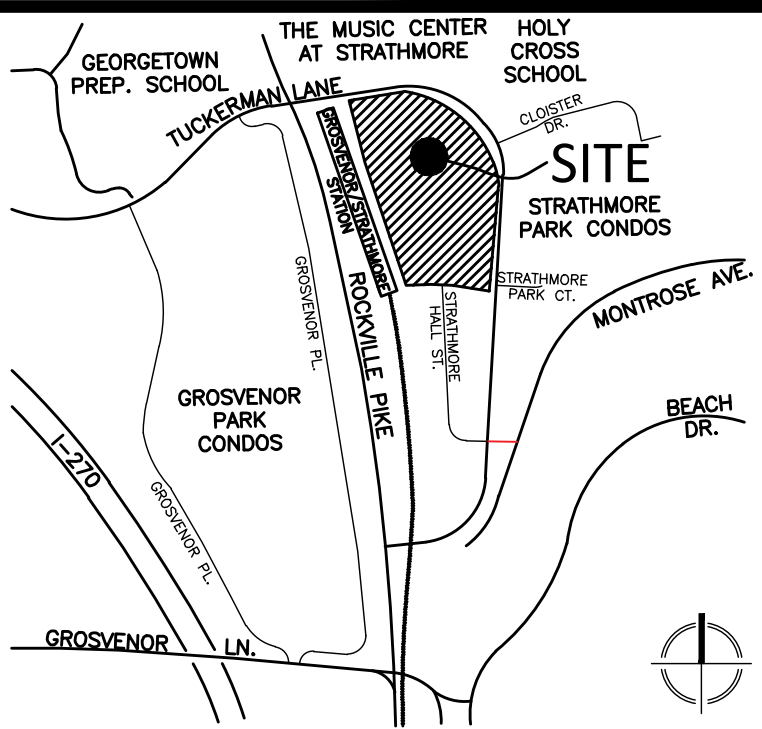 THE MUSIC CENTER
AT STRATHMORE
HOLY
CROSS
SCHOOL
GEORGETOWN
PREP. SCHOOL
TUCKERMAN LANE
CLOISTER
DR.
SITE
GROSVENOR/STRATHMORE
STATION
STRATHMORE
PARK CONDOS
STRATHMORE
PARK CT.
MONTROSE AVE.
GROSVENOR PL.
ROCKVILLE PIKE
STRATHMORE
HALL ST.
GROSVENOR
PARK
CONDOS
BEACH
DR.
I-270
GROSVENOR PL.
GROSVENOR LN.